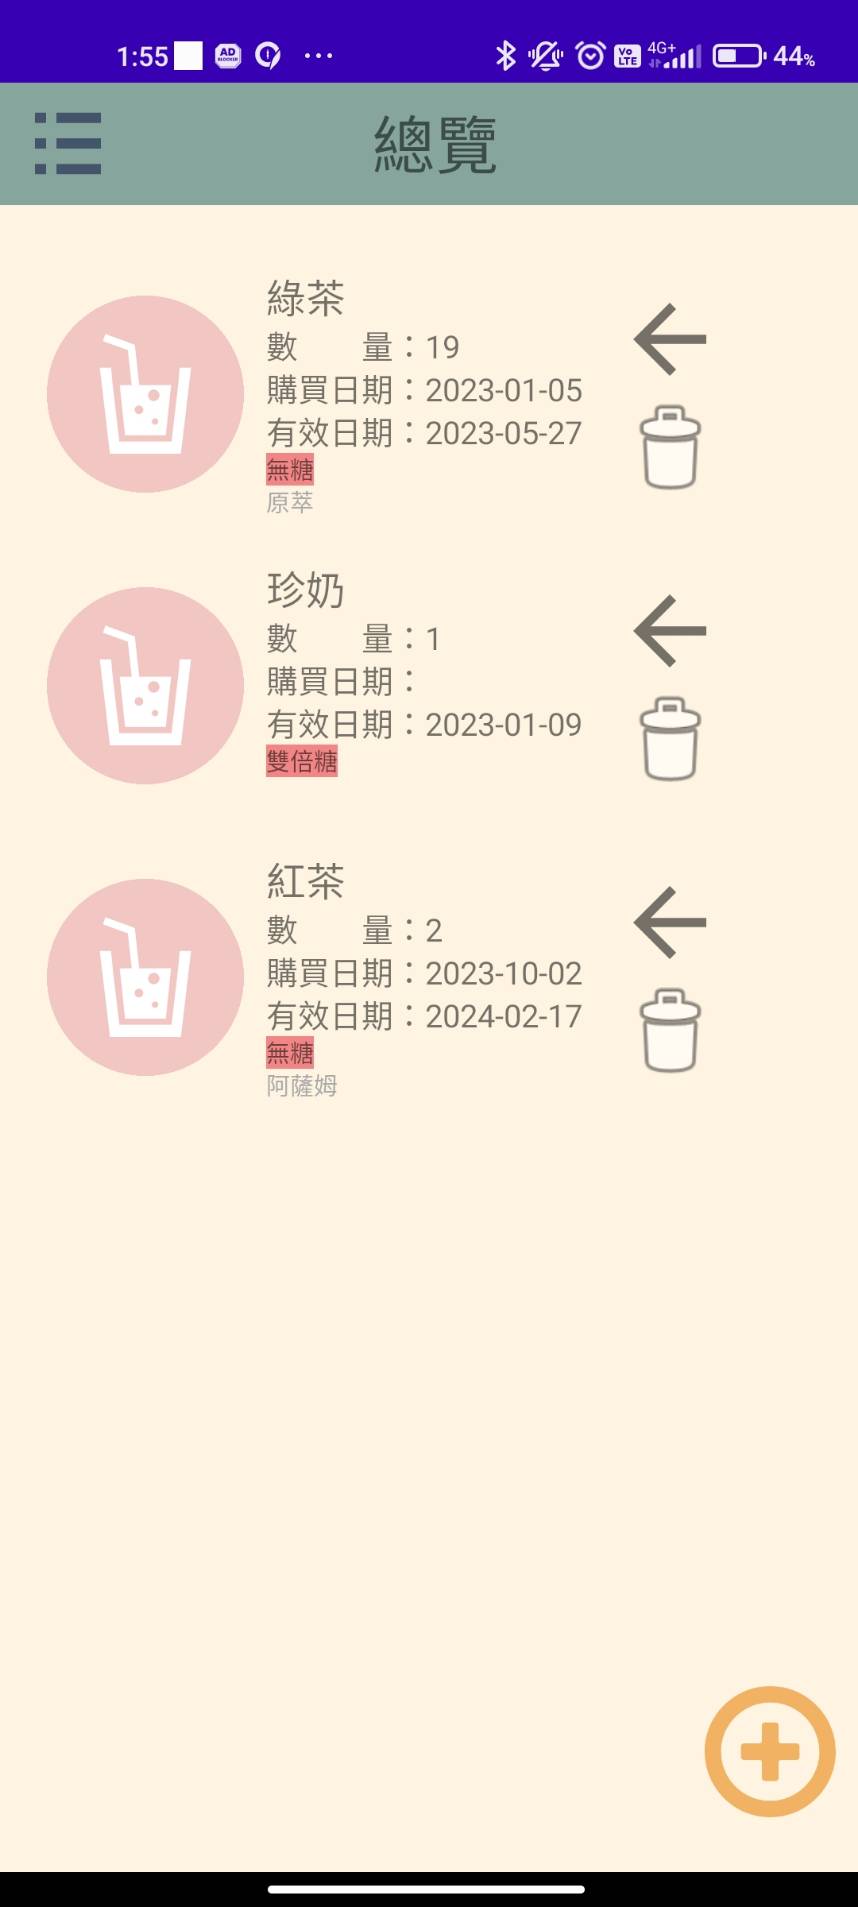 1:55 AD BLOCKER ... Vo LTE 4G+ 44%
總覽
綠茶
數　　量：19
購買日期：2023-01-05
有效日期：2023-05-27
無糖
原萃
珍奶
數　　量：1
購買日期：
有效日期：2023-01-09
雙倍糖
紅茶
數　　量：2
購買日期：2023-10-02
有效日期：2024-02-17
無糖
阿薩姆